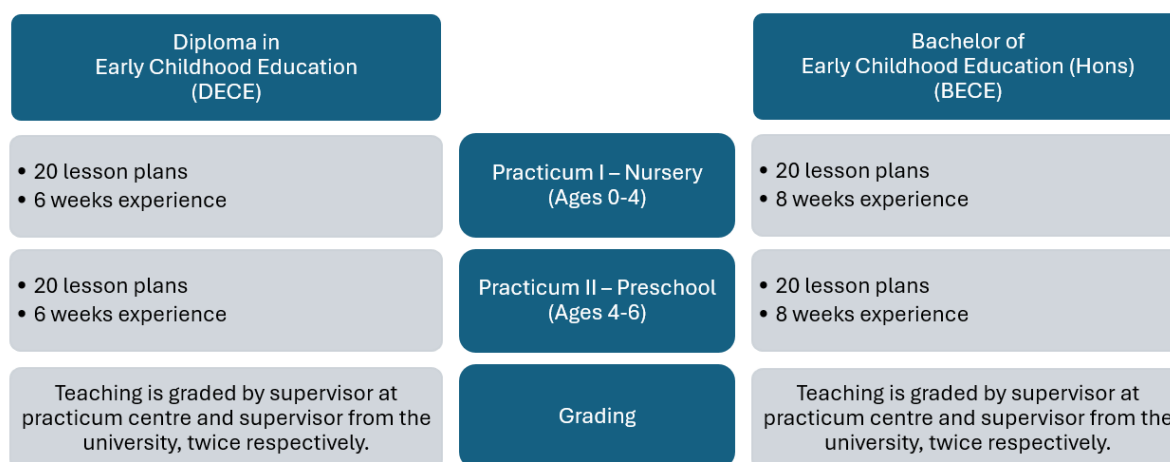 Diploma in
Early Childhood Education
(DECE)
Bachelor of
Early Childhood Education (Hons)
(BECE)
• 20 lesson plans
• 6 weeks experience
Practicum I – Nursery
(Ages 0-4)
• 20 lesson plans
• 8 weeks experience
• 20 lesson plans
• 6 weeks experience
Practicum II – Preschool
(Ages 4-6)
• 20 lesson plans
• 8 weeks experience
Teaching is graded by supervisor at
practicum centre and supervisor from the
university, twice respectively.
Grading
Teaching is graded by supervisor at
practicum centre and supervisor from the
university, twice respectively.